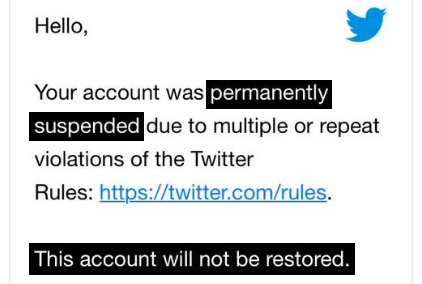 Hello,
Your account was permanently
suspended due to multiple or repeat
violations of the Twitter
Rules: https://twitter.com/rules.
This account will not be restored.